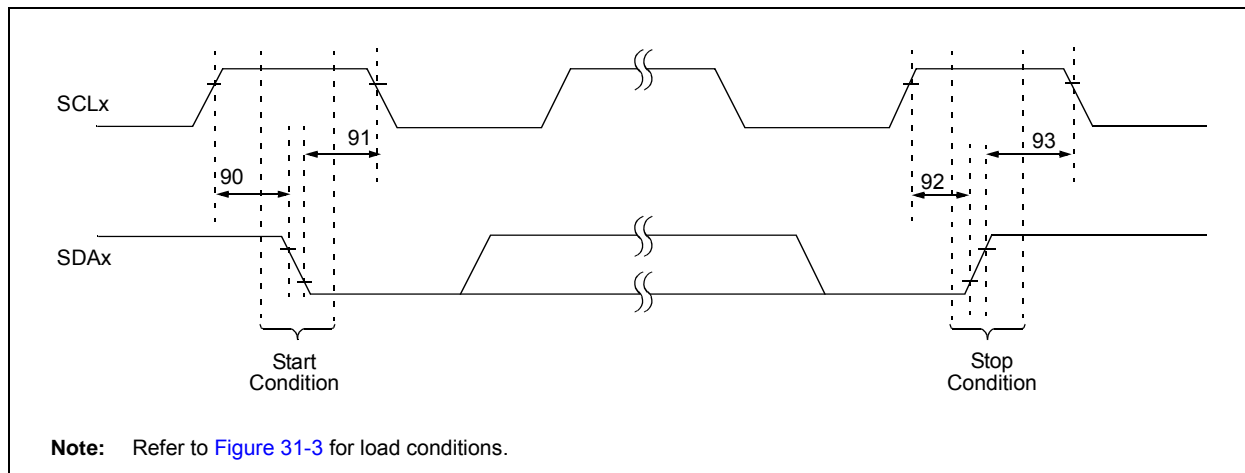 SCLx
91
93
90
92
SDAx
Start
Condition
Stop
Condition
Note: Refer to Figure 31-3 for load conditions.